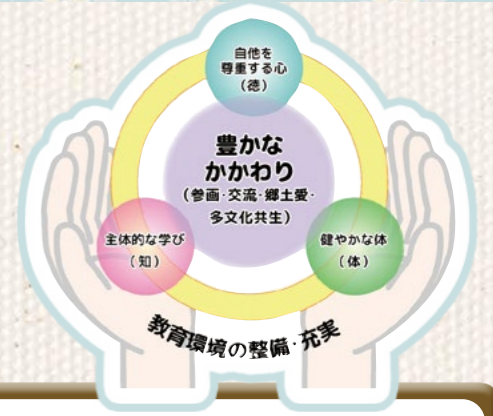 自他を
尊重する心
(徳)
豊かな
かかわり
(参画･交流･郷土愛･
多文化共生)
主体的な学び
(知)
健やかな体
(体)
教育環境の整備･充実